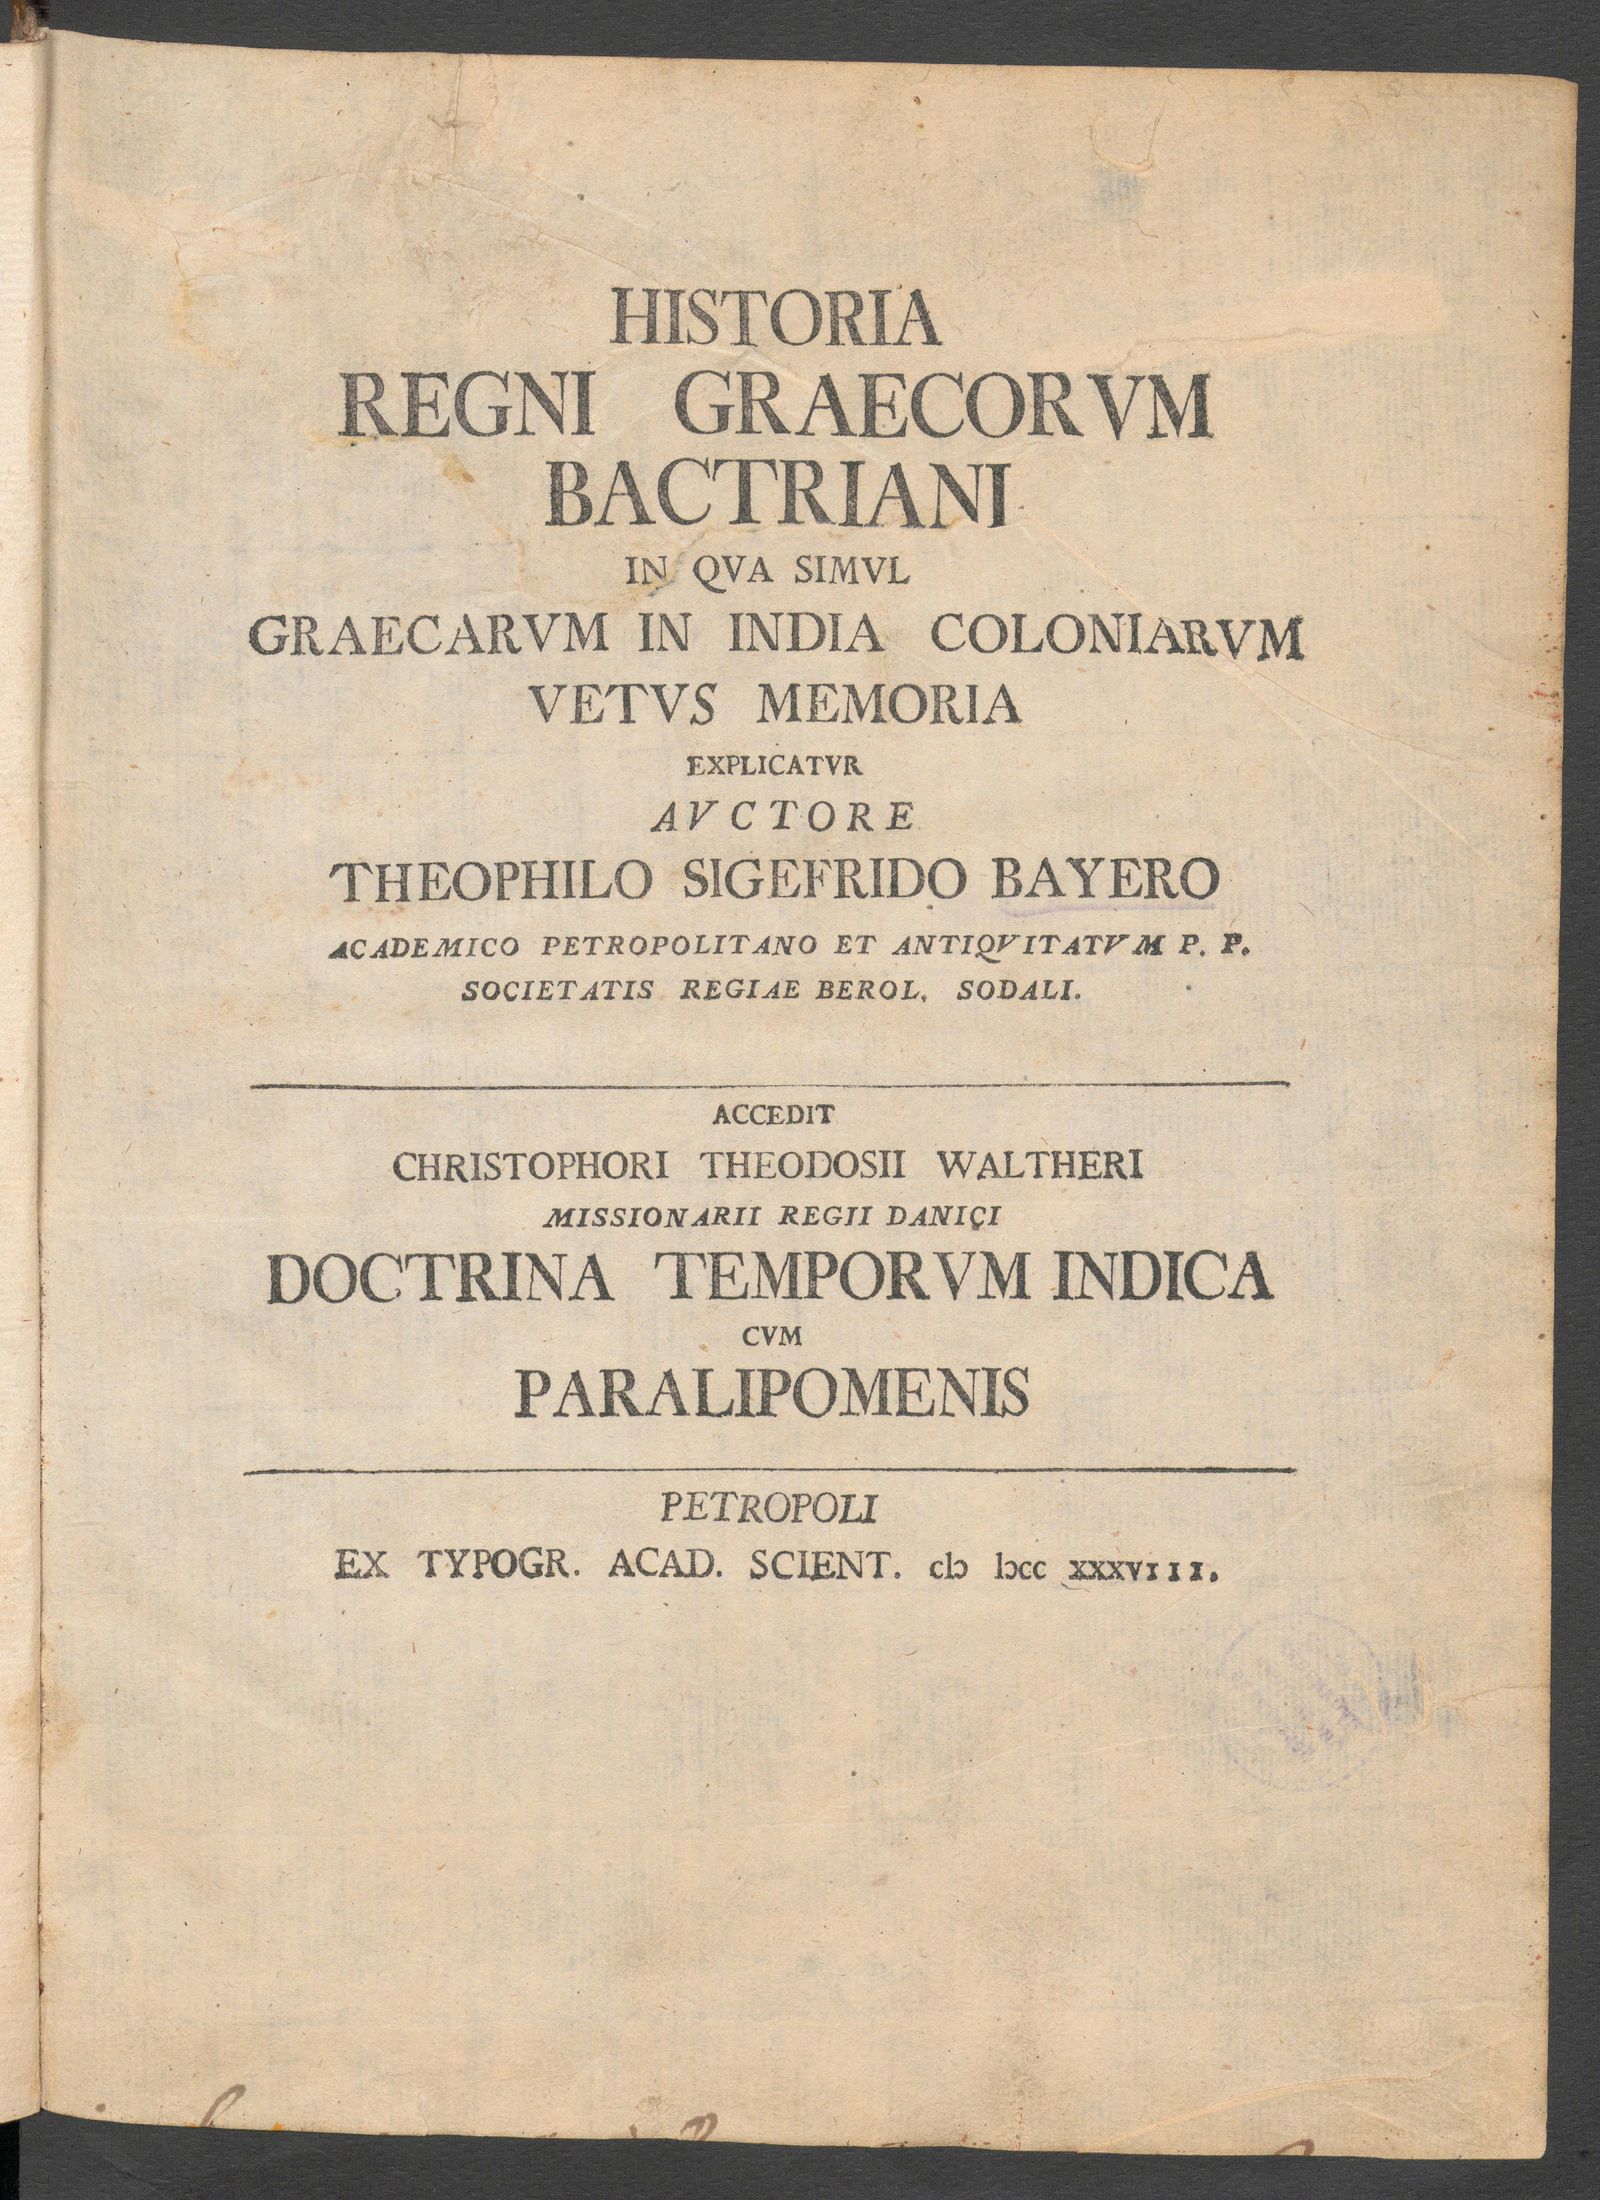 HISTORIA
REGNI GRAECORVM
BACTRIANI
IN QVA SIMVL
GRAECARVM IN INDIA COLONIARVM
VETVS MEMORIA
EXPLICATVR
AVCTORE
THEOPHILO SIGEFRIDO BAYERO
ACADEMICO PETROPOLITANO ET ANTIQVITATVM P. P.
SOCIETATIS REGIAE BEROL. SODALI.
ACCEDIT
CHRISTOPHORI THEODOSII WALTHERI
MISSIONARII REGII DANICI
DOCTRINA TEMPORVM INDICA
CVM
PARALIPOMENIS
PETROPOLI
EX TYPOGR. ACAD. SCIENT. cIɔ Iɔcc XXXVIII.